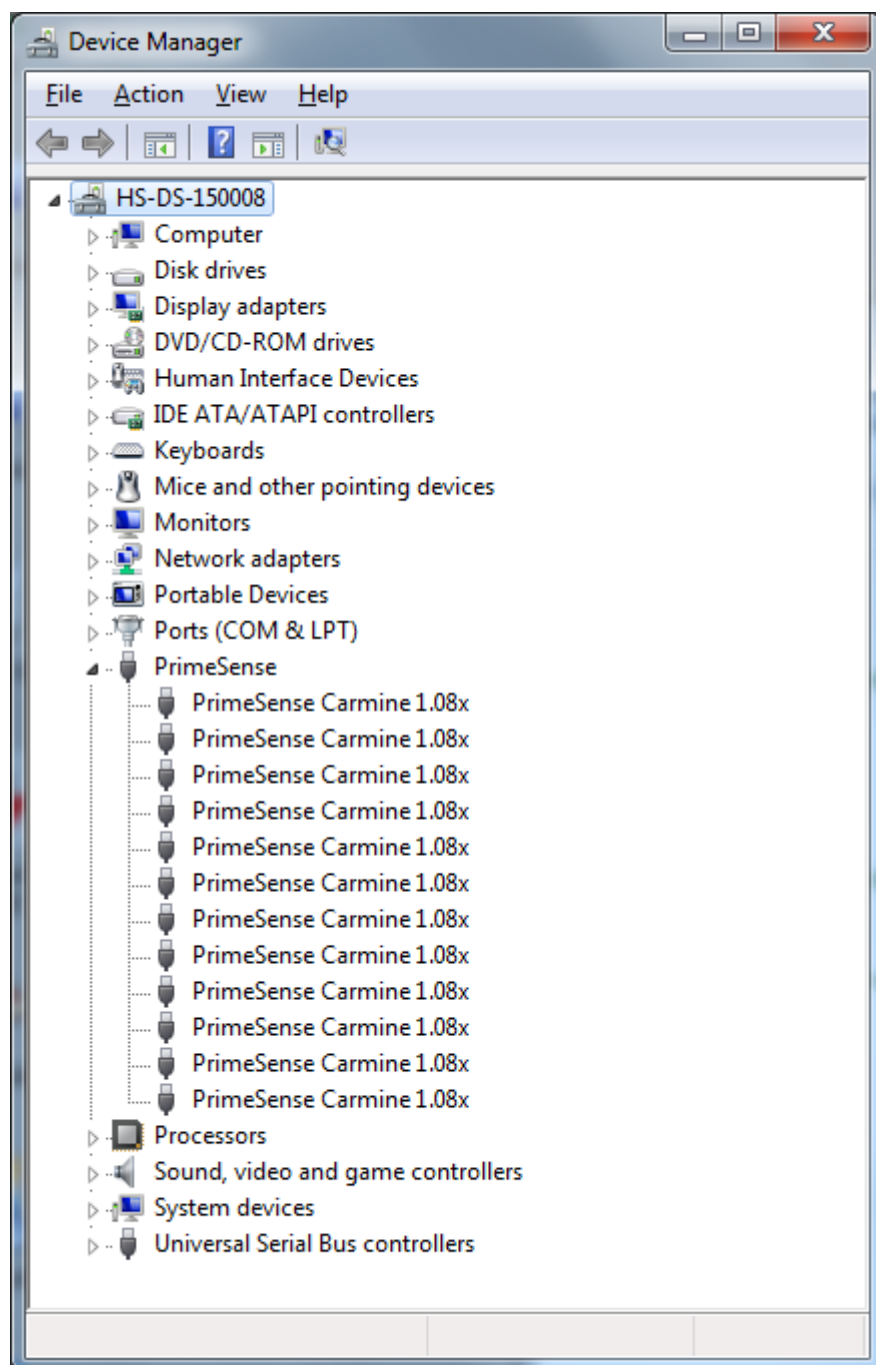 Device Manager
File Action View Help
HS-DS-150008
Computer
Disk drives
Display adapters
DVD/CD-ROM drives
Human Interface Devices
IDE ATA/ATAPI controllers
Keyboards
Mice and other pointing devices
Monitors
Network adapters
Portable Devices
Ports (COM & LPT)
PrimeSense
PrimeSense Carmine 1.08x
PrimeSense Carmine 1.08x
PrimeSense Carmine 1.08x
PrimeSense Carmine 1.08x
PrimeSense Carmine 1.08x
PrimeSense Carmine 1.08x
PrimeSense Carmine 1.08x
PrimeSense Carmine 1.08x
PrimeSense Carmine 1.08x
PrimeSense Carmine 1.08x
PrimeSense Carmine 1.08x
PrimeSense Carmine 1.08x
Processors
Sound, video and game controllers
System devices
Universal Serial Bus controllers